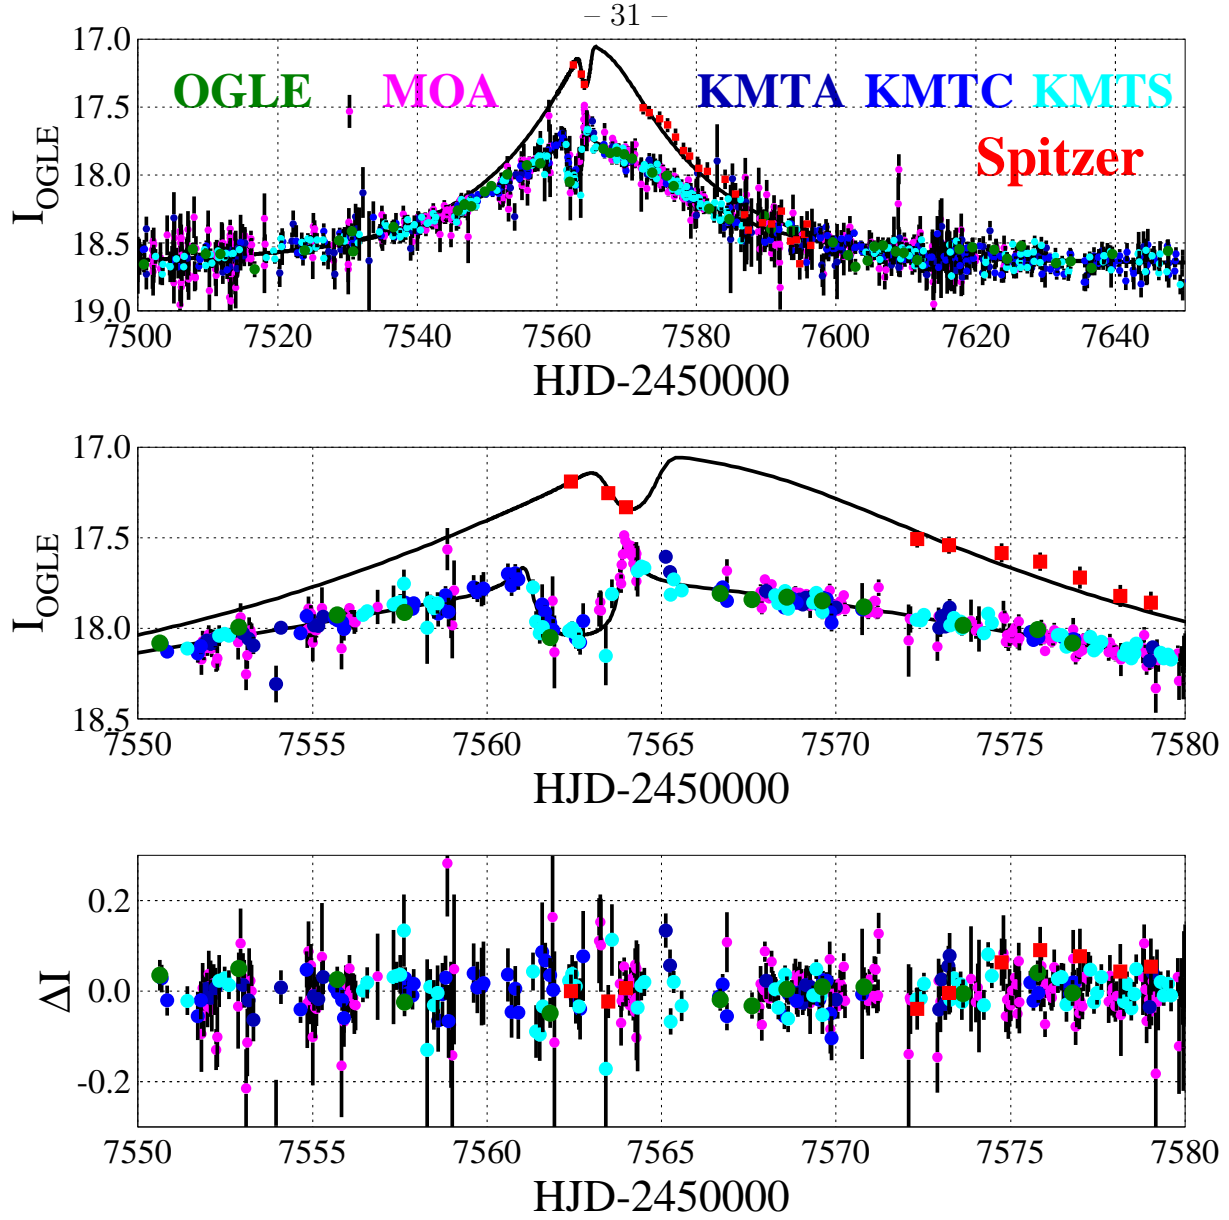 – 31 –
17.0
OGLE MOA KMTA KMTC KMTS
17.5
Spitzer
18.0
18.5
19.0
I_OGLE
7500 7520 7540 7560 7580 7600 7620 7640
HJD-2450000
17.0
17.5
18.0
18.5
I_OGLE
7550 7555 7560 7565 7570 7575 7580
HJD-2450000
0.2
0.0
-0.2
ΔI
7550 7555 7560 7565 7570 7575 7580
HJD-2450000